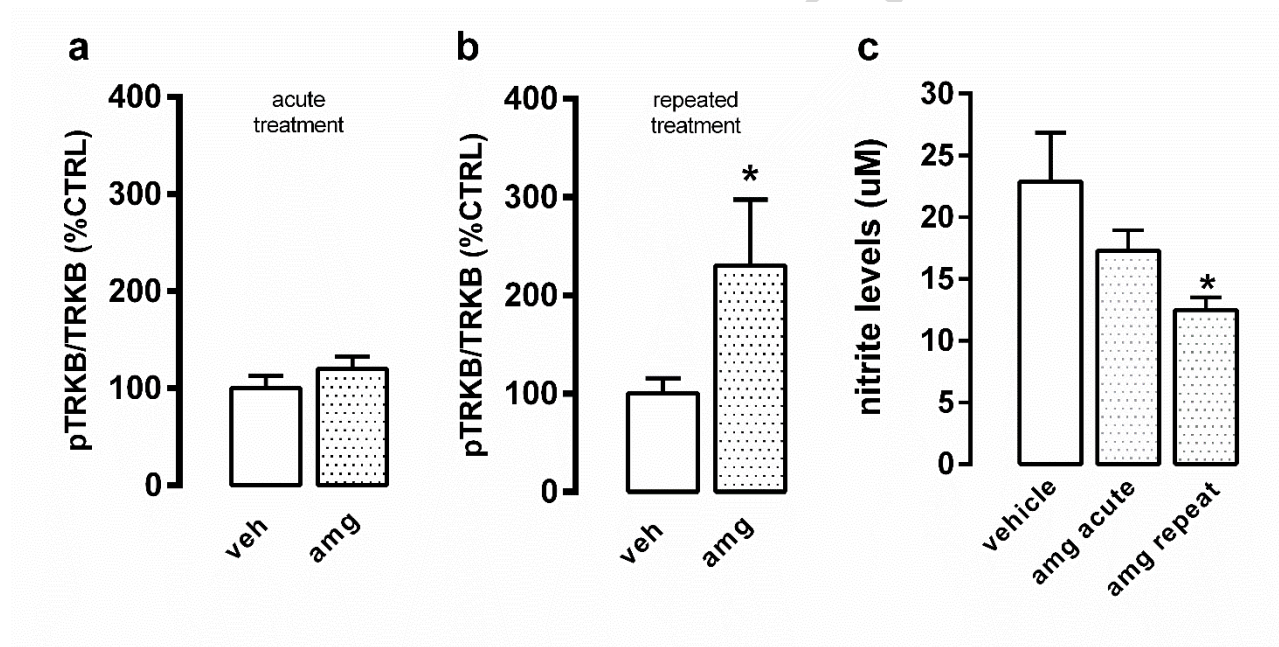 a
acute
treatment
pTRKB/TRKB (%CTRL)
400
300
200
100
0
veh
amg
b
repeated
treatment
pTRKB/TRKB (%CTRL)
400
300
200
100
0
*
veh
amg
c
nitrite levels (uM)
30
25
20
15
10
5
0
*
vehicle
amg acute
amg repeat